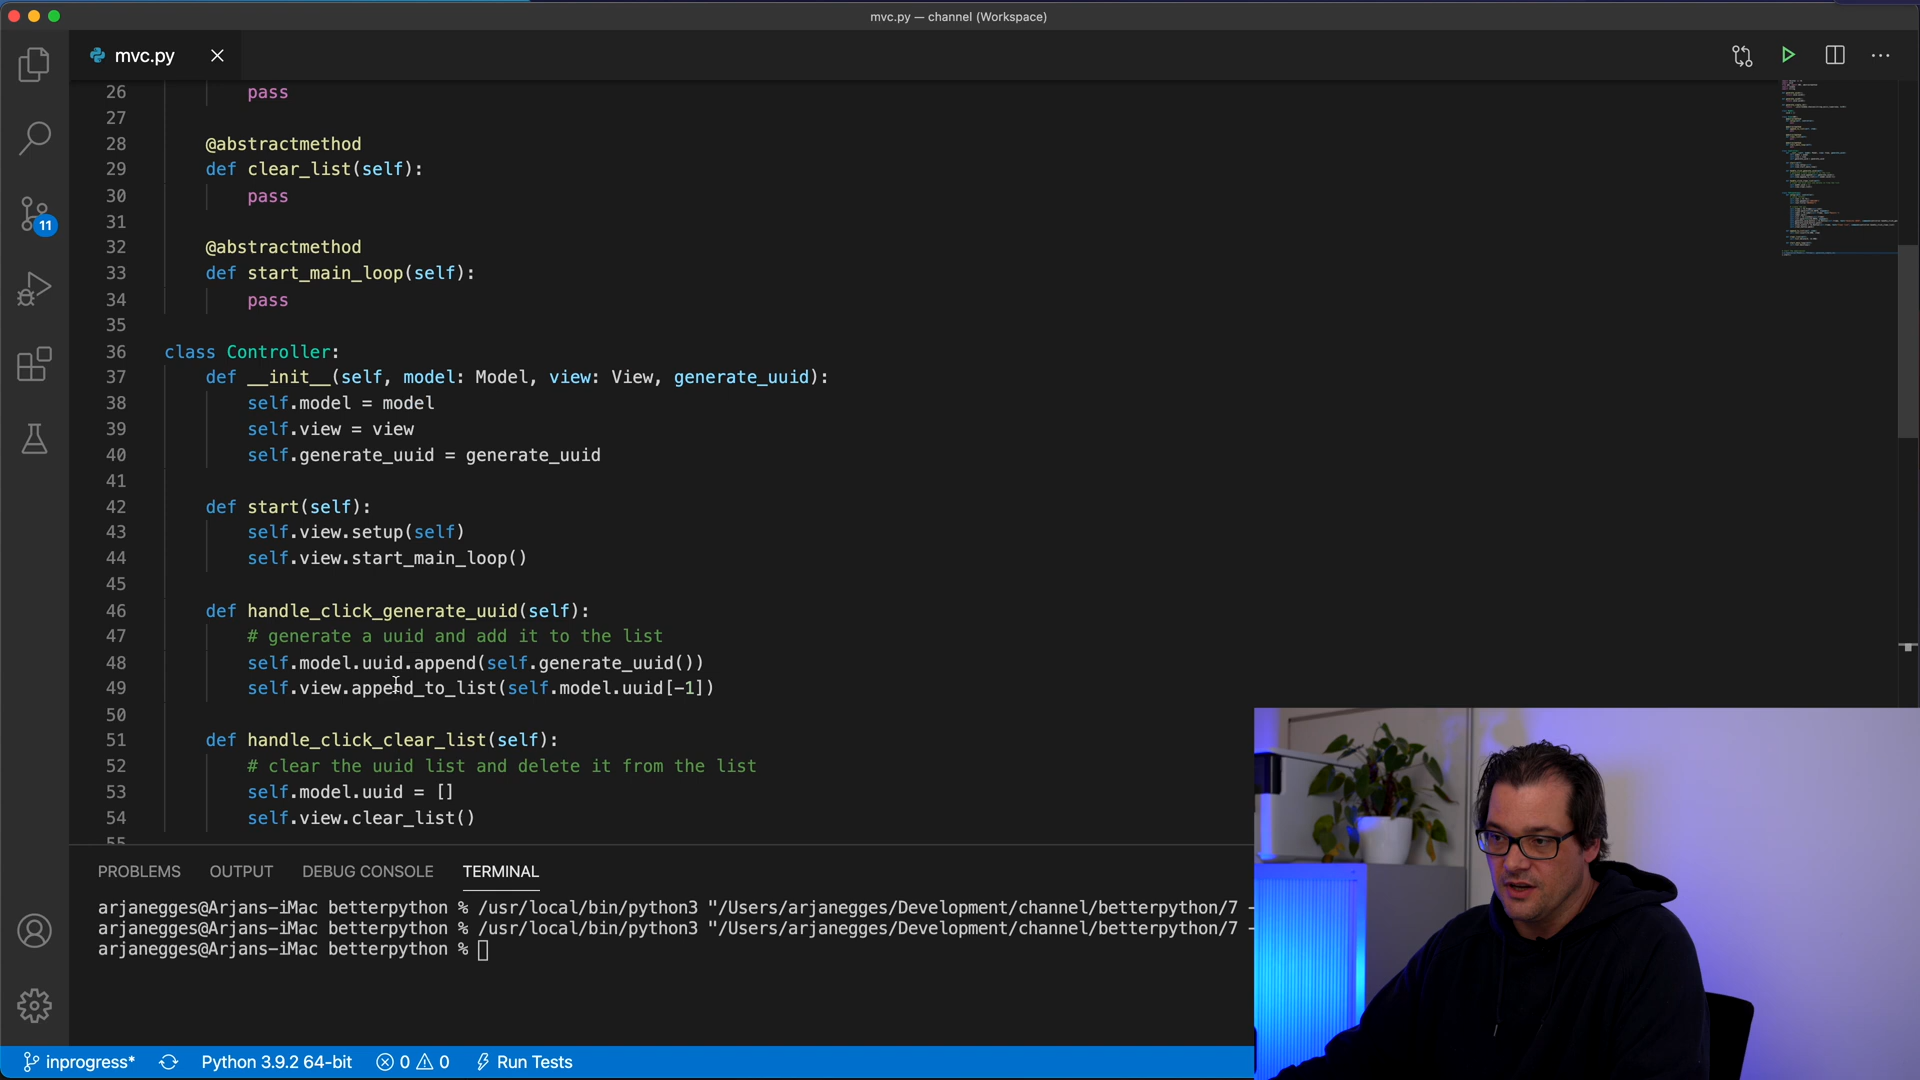 mvc.py — channel (Workspace)
mvc.py
26 pass
27
28 @abstractmethod
29 def clear_list(self):
30 pass
31
32 @abstractmethod
33 def start_main_loop(self):
34 pass
35
36 class Controller:
37 def __init__(self, model: Model, view: View, generate_uuid):
38 self.model = model
39 self.view = view
40 self.generate_uuid = generate_uuid
41
42 def start(self):
43 self.view.setup(self)
44 self.view.start_main_loop()
45
46 def handle_click_generate_uuid(self):
47 # generate a uuid and add it to the list
48 self.model.uuid.append(self.generate_uuid())
49 self.view.append_to_list(self.model.uuid[-1])
50
51 def handle_click_clear_list(self):
52 # clear the uuid list and delete it from the list
53 self.model.uuid = []
54 self.view.clear_list()
55
11
PROBLEMS OUTPUT DEBUG CONSOLE TERMINAL
arjanegges@Arjans-iMac betterpython % /usr/local/bin/python3 "/Users/arjanegges/Development/channel/betterpython/7 -
arjanegges@Arjans-iMac betterpython % /usr/local/bin/python3 "/Users/arjanegges/Development/channel/betterpython/7 -
arjanegges@Arjans-iMac betterpython %
inprogress* Python 3.9.2 64-bit 0 0 Run Tests